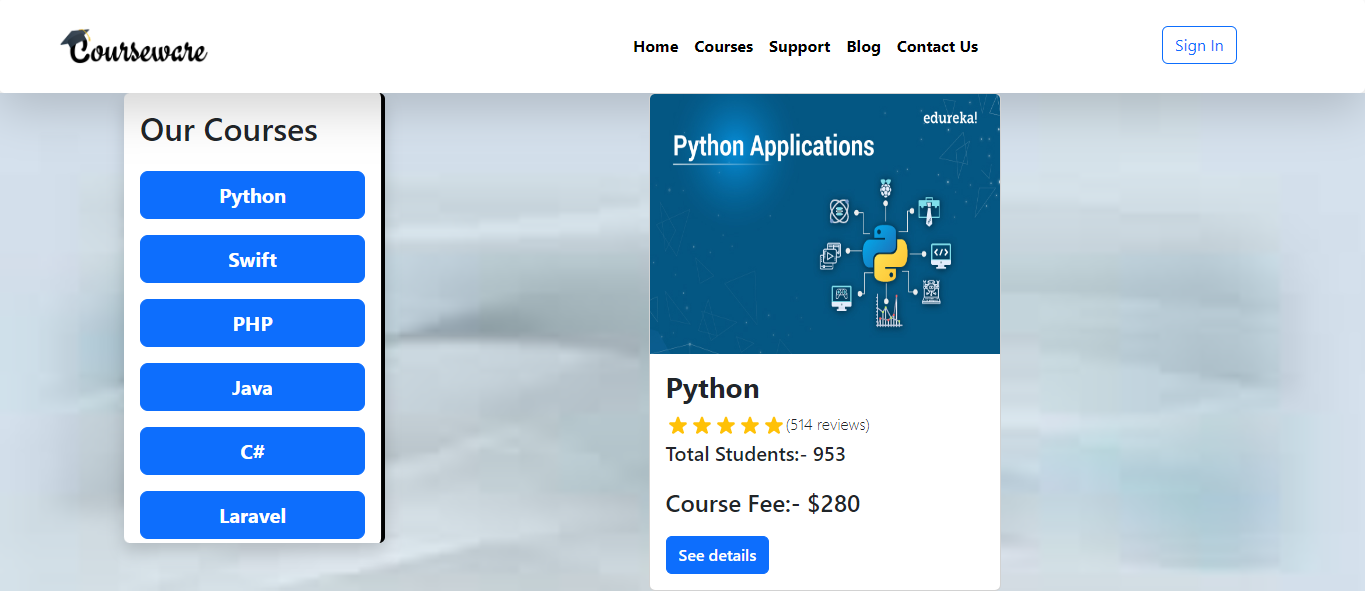 Courseware
Home Courses Support Blog Contact Us
Sign In
Our Courses
Python
Swift
PHP
Java
C#
Laravel
edureka!
Python Applications
Python
(514 reviews)
Total Students:- 953
Course Fee:- $280
See details